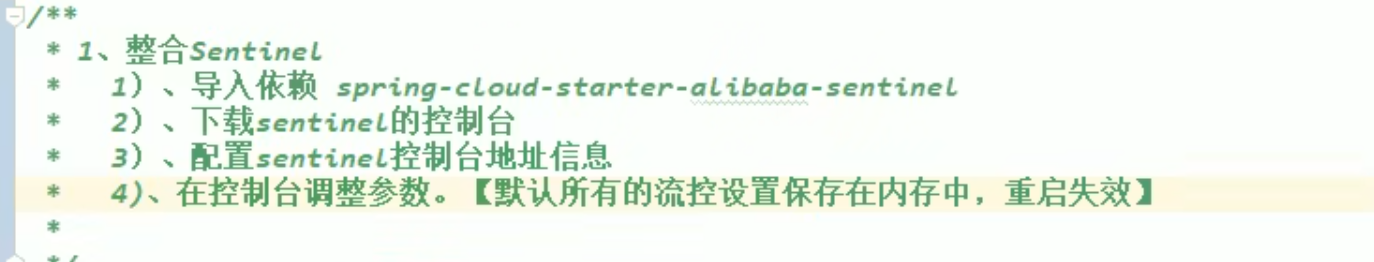 /**
* 1、整合Sentinel
* 1）、导入依赖 spring-cloud-starter-alibaba-sentinel
* 2）、下载sentinel的控制台
* 3）、配置sentinel控制台地址信息
* 4)、在控制台调整参数。【默认所有的流控设置保存在内存中，重启失效】
*
*/